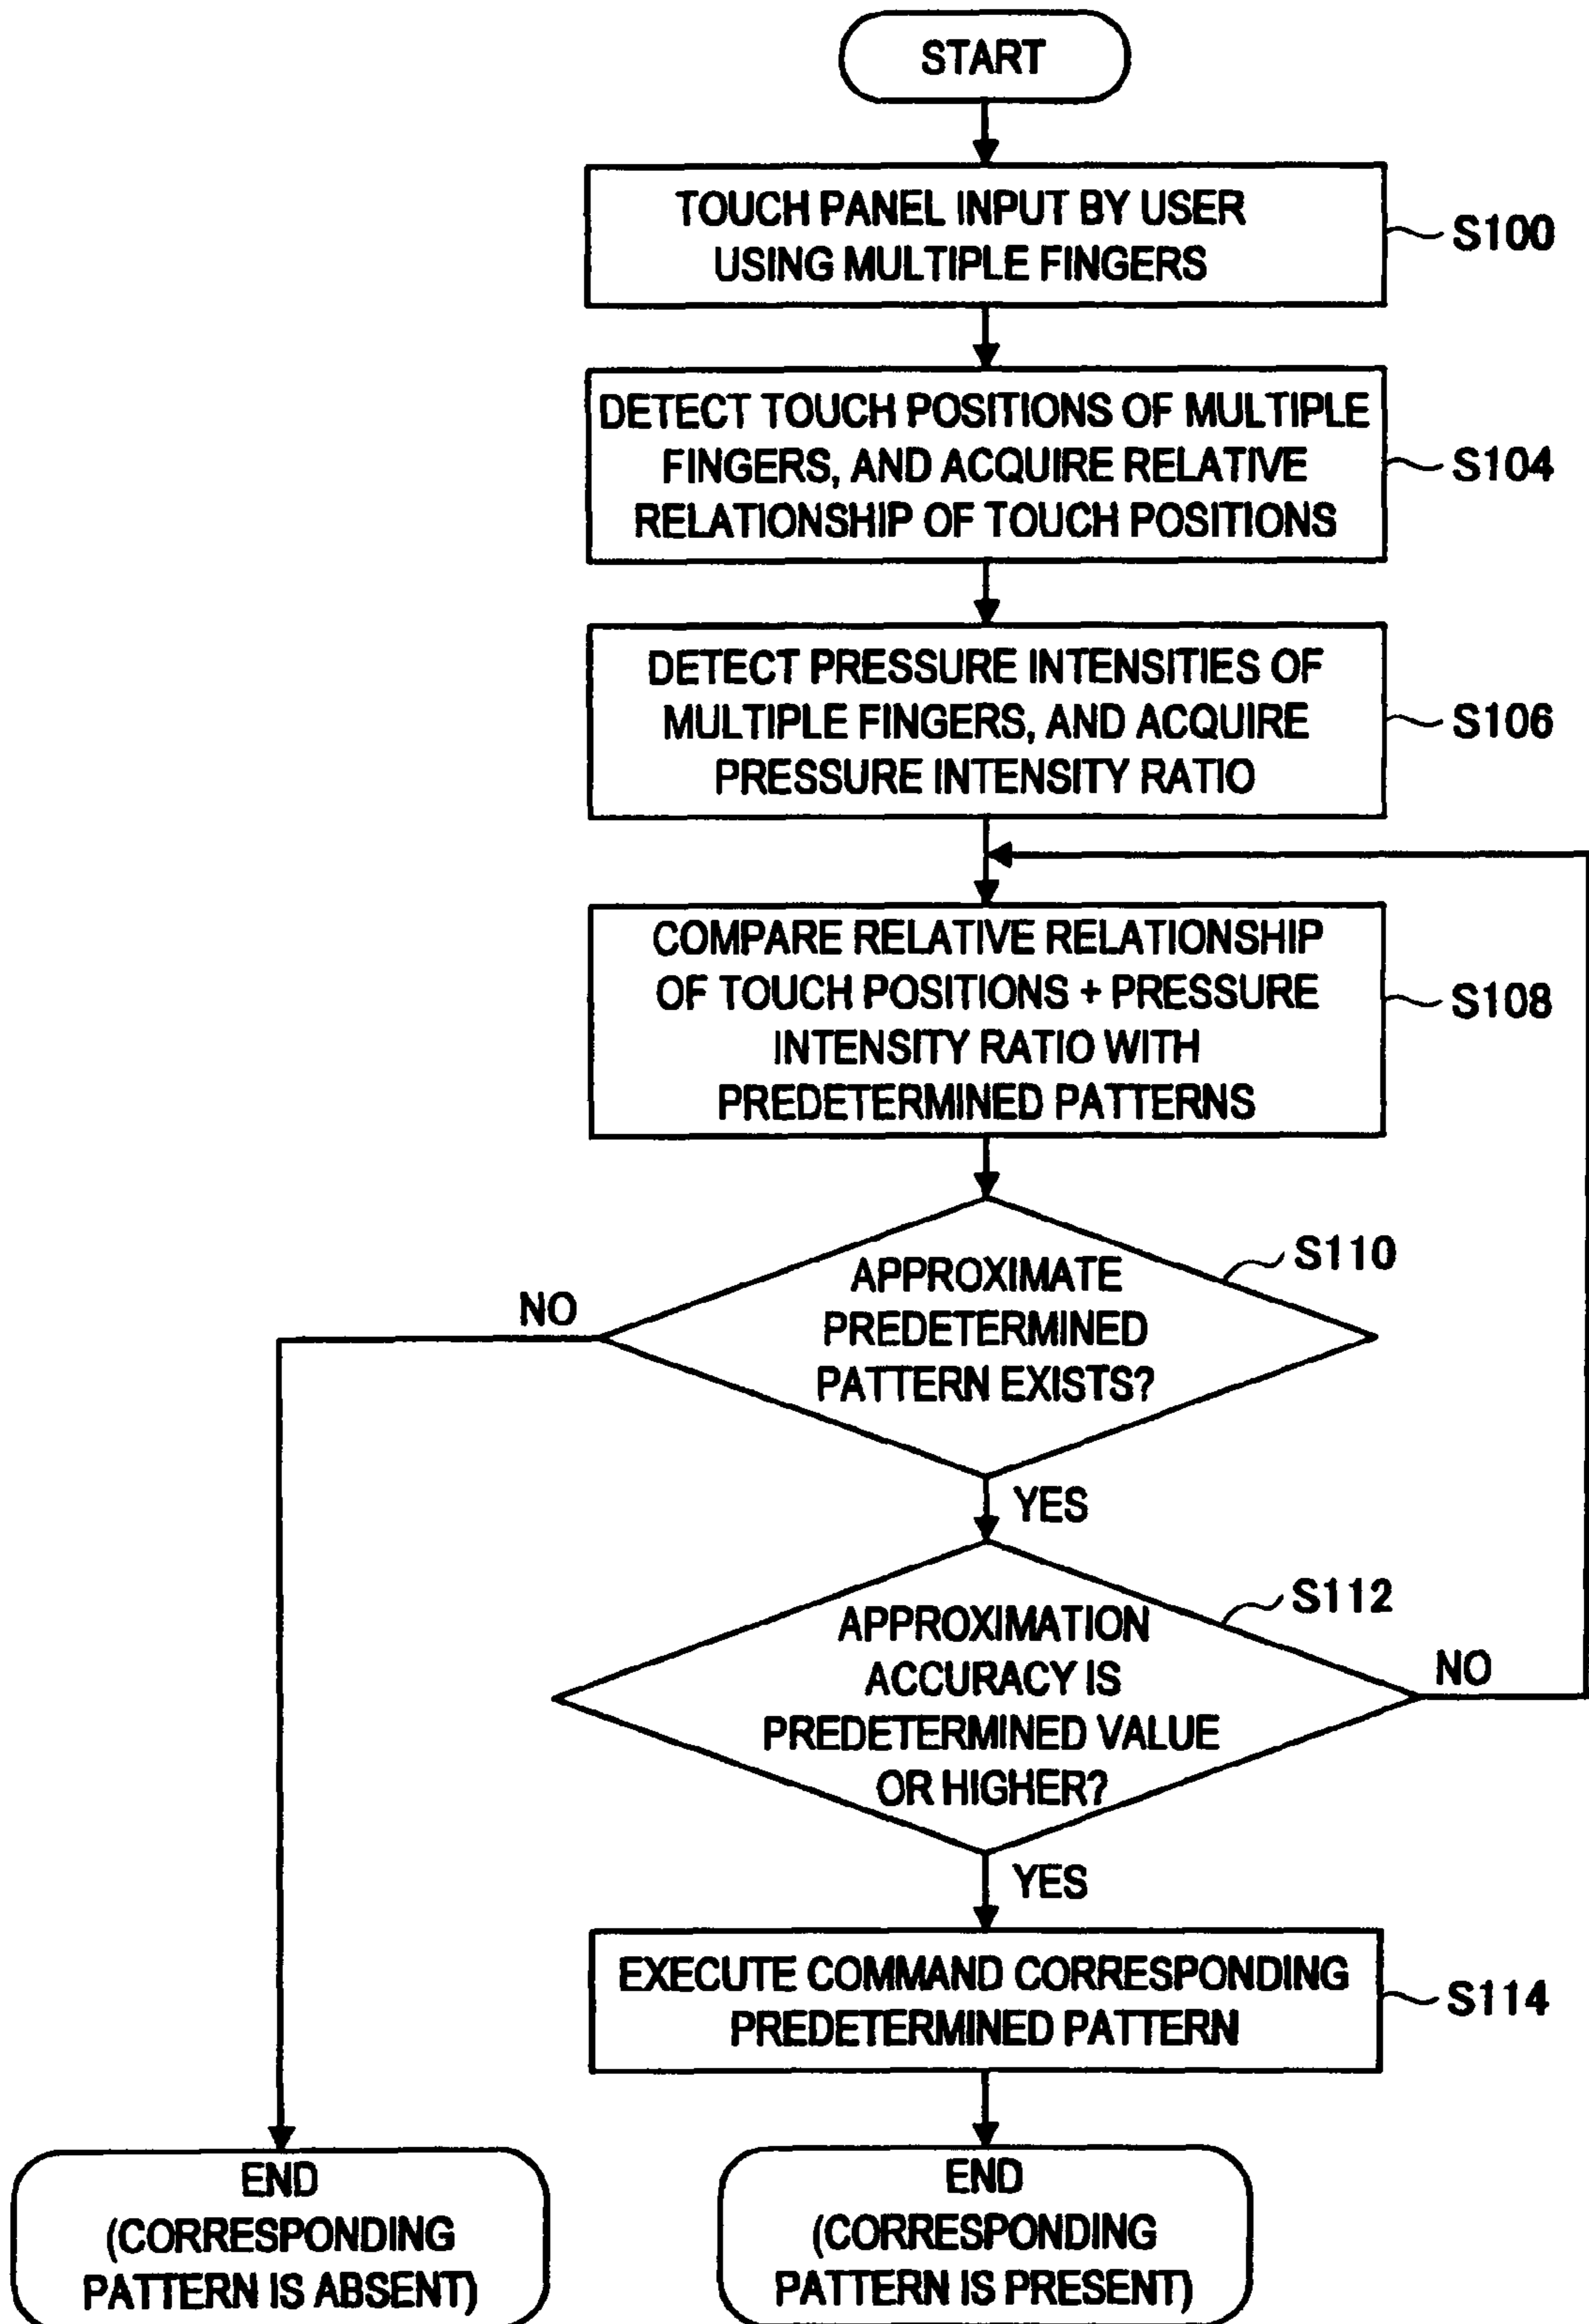 START
TOUCH PANEL INPUT BY USER
USING MULTIPLE FINGERS
S100
DETECT TOUCH POSITIONS OF MULTIPLE
FINGERS, AND ACQUIRE RELATIVE
RELATIONSHIP OF TOUCH POSITIONS
S104
DETECT PRESSURE INTENSITIES OF
MULTIPLE FINGERS, AND ACQUIRE
PRESSURE INTENSITY RATIO
S106
COMPARE RELATIVE RELATIONSHIP
OF TOUCH POSITIONS + PRESSURE
INTENSITY RATIO WITH
PREDETERMINED PATTERNS
S108
APPROXIMATE
PREDETERMINED
PATTERN EXISTS?
S110
NO
YES
APPROXIMATION
ACCURACY IS
PREDETERMINED VALUE
OR HIGHER?
S112
NO
YES
EXECUTE COMMAND CORRESPONDING
PREDETERMINED PATTERN
S114
END
(CORRESPONDING
PATTERN IS ABSENT)
END
(CORRESPONDING
PATTERN IS PRESENT)